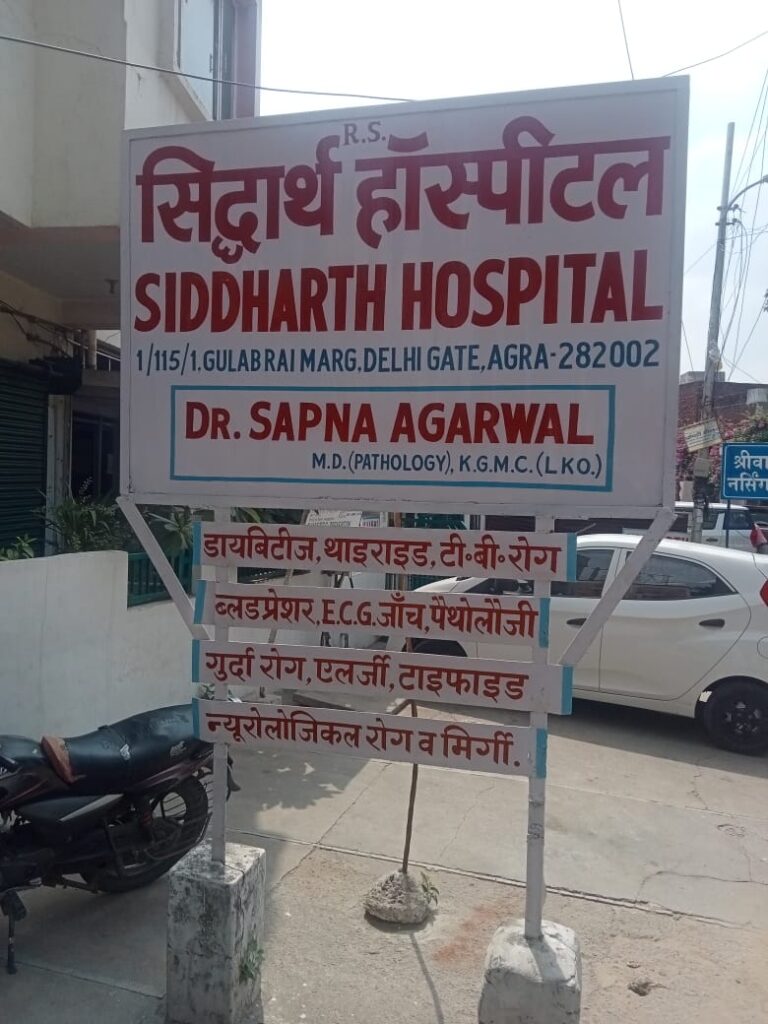 R.S.
सिद्धार्थ हॉस्पीटल
SIDDHARTH HOSPITAL
1/115/1.GULAB RAI MARG.DELHI GATE,AGRA-282002
DR. SAPNA AGARWAL
M.D.(PATHOLOGY), K.G.M.C.(LKO.)
डायबिटीज,थाइराइड,टी॰बी॰रोग
ब्लडप्रेशर,E.C.G.जाँच,पैथोलौजी
गुर्दा रोग,एलर्जी,टाइफाइड
न्यूरोलोजिकल रोग व मिर्गी.
श्रीवा
नर्सिंग